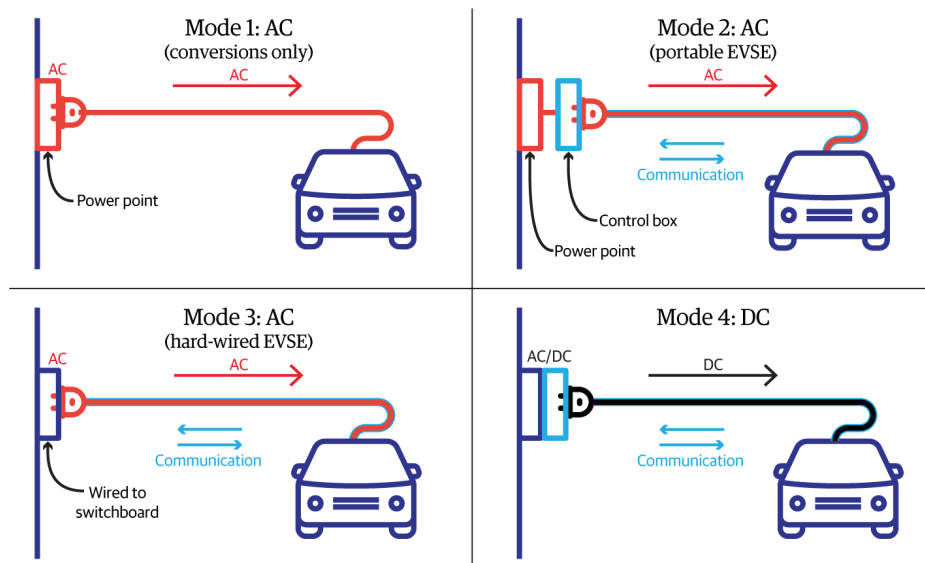 Mode 1: AC
(conversions only)
AC
AC
Power point
Mode 2: AC
(portable EVSE)
AC
Communication
Control box
Power point
Mode 3: AC
(hard-wired EVSE)
AC
AC
Communication
Wired to
switchboard
Mode 4: DC
AC/DC
DC
Communication